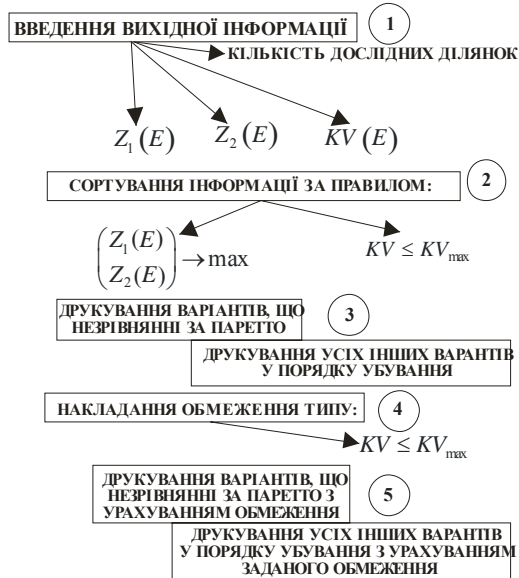 ВВЕДЕННЯ ВИХІДНОЇ ІНФОРМАЦІЇ 1
КІЛЬКІСТЬ ДОСЛІДНИХ ДІЛЯНОК
Z₁(E) Z₂(E) KV(E)
СОРТУВАННЯ ІНФОРМАЦІЇ ЗА ПРАВИЛОМ: 2
(Z₁(E)
Z₂(E)) → max
KV ≤ KVmax
ДРУКУВАННЯ ВАРІАНТІВ, ЩО
НЕЗРІВНЯННІ ЗА ПАРЕТТО
3
ДРУКУВАННЯ УСІХ ІНШИХ ВАРАНТІВ
У ПОРЯДКУ УБУВАННЯ
НАКЛАДАННЯ ОБМЕЖЕННЯ ТИПУ: 4
KV ≤ KVmax
ДРУКУВАННЯ ВАРІАНТІВ, ЩО
НЕЗРІВНЯННІ ЗА ПАРЕТТО З
УРАХУВАННЯМ ОБМЕЖЕННЯ
5
ДРУКУВАННЯ УСІХ ІНШИХ ВАРАНТІВ
У ПОРЯДКУ УБУВАННЯ З УРАХУВАННЯМ
ЗАДАНОГО ОБМЕЖЕННЯ